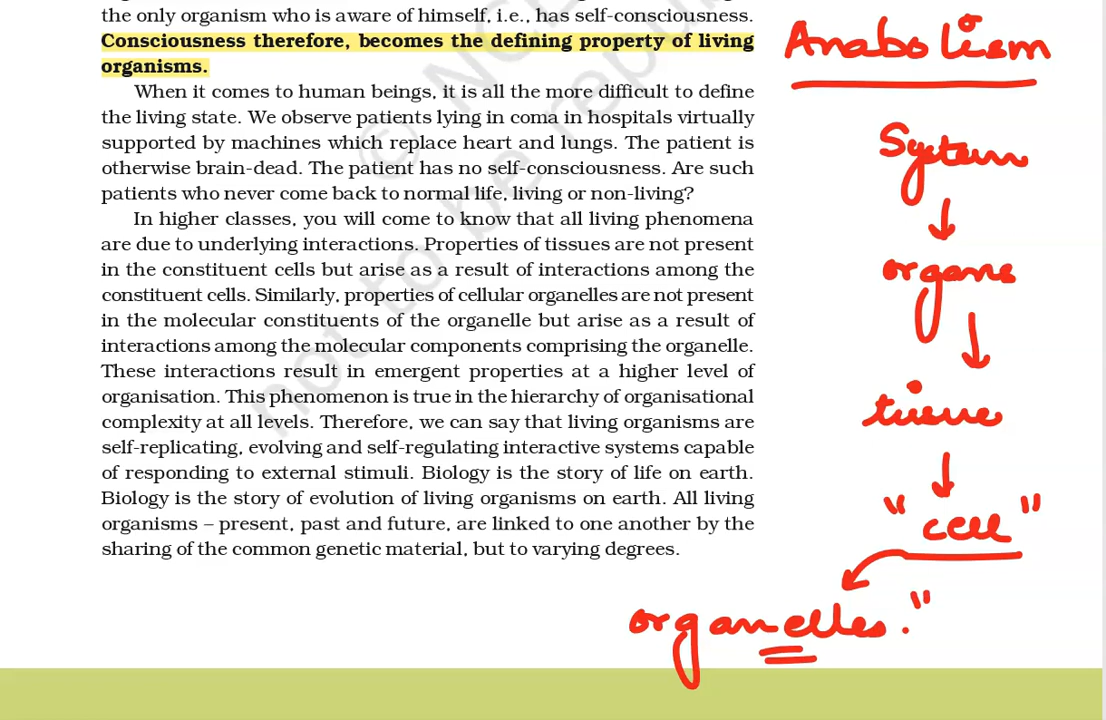 the only organism who is aware of himself, i.e., has self-consciousness.
Consciousness therefore, becomes the defining property of living
organisms.
When it comes to human beings, it is all the more difficult to define
the living state. We observe patients lying in coma in hospitals virtually
supported by machines which replace heart and lungs. The patient is
otherwise brain-dead. The patient has no self-consciousness. Are such
patients who never come back to normal life, living or non-living?
In higher classes, you will come to know that all living phenomena
are due to underlying interactions. Properties of tissues are not present
in the constituent cells but arise as a result of interactions among the
constituent cells. Similarly, properties of cellular organelles are not present
in the molecular constituents of the organelle but arise as a result of
interactions among the molecular components comprising the organelle.
These interactions result in emergent properties at a higher level of
organisation. This phenomenon is true in the hierarchy of organisational
complexity at all levels. Therefore, we can say that living organisms are
self-replicating, evolving and self-regulating interactive systems capable
of responding to external stimuli. Biology is the story of life on earth.
Biology is the story of evolution of living organisms on earth. All living
organisms – present, past and future, are linked to one another by the
sharing of the common genetic material, but to varying degrees.
Anabolism
System
organs
tissue
"cell"
organelles."
© NC
not to be repu